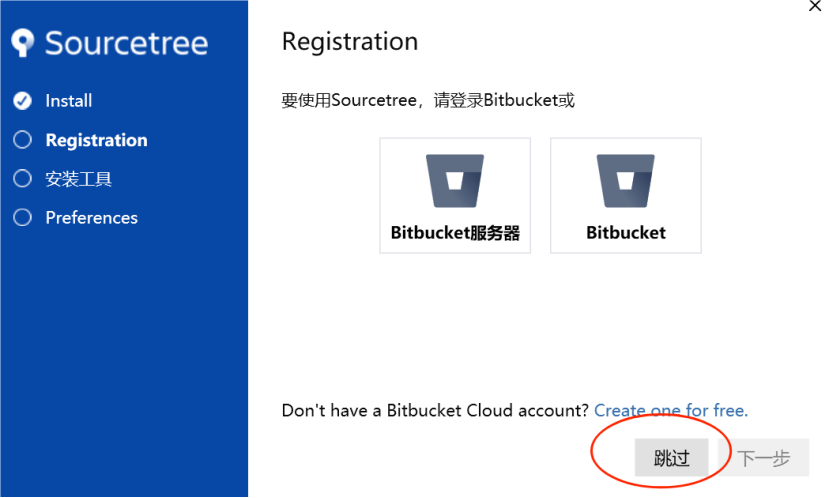 Sourcetree
Install
Registration
安装工具
Preferences
Registration
要使用Sourcetree，请登录Bitbucket或
Bitbucket服务器
Bitbucket
Don't have a Bitbucket Cloud account? Create one for free.
跳过
下一步